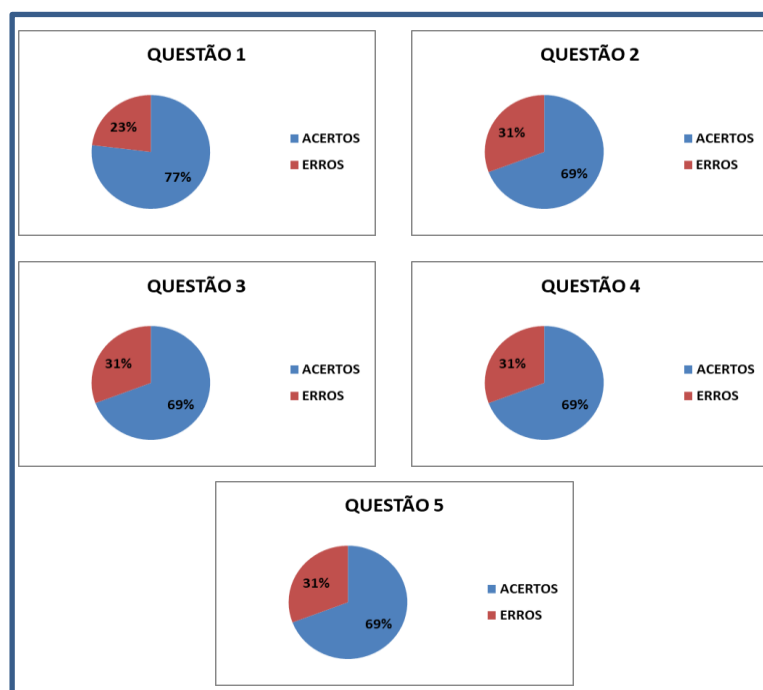 QUESTÃO 1
23%
77%
ACERTOS
ERROS
QUESTÃO 2
31%
69%
ACERTOS
ERROS
QUESTÃO 3
31%
69%
ACERTOS
ERROS
QUESTÃO 4
31%
69%
ACERTOS
ERROS
QUESTÃO 5
31%
69%
ACERTOS
ERROS